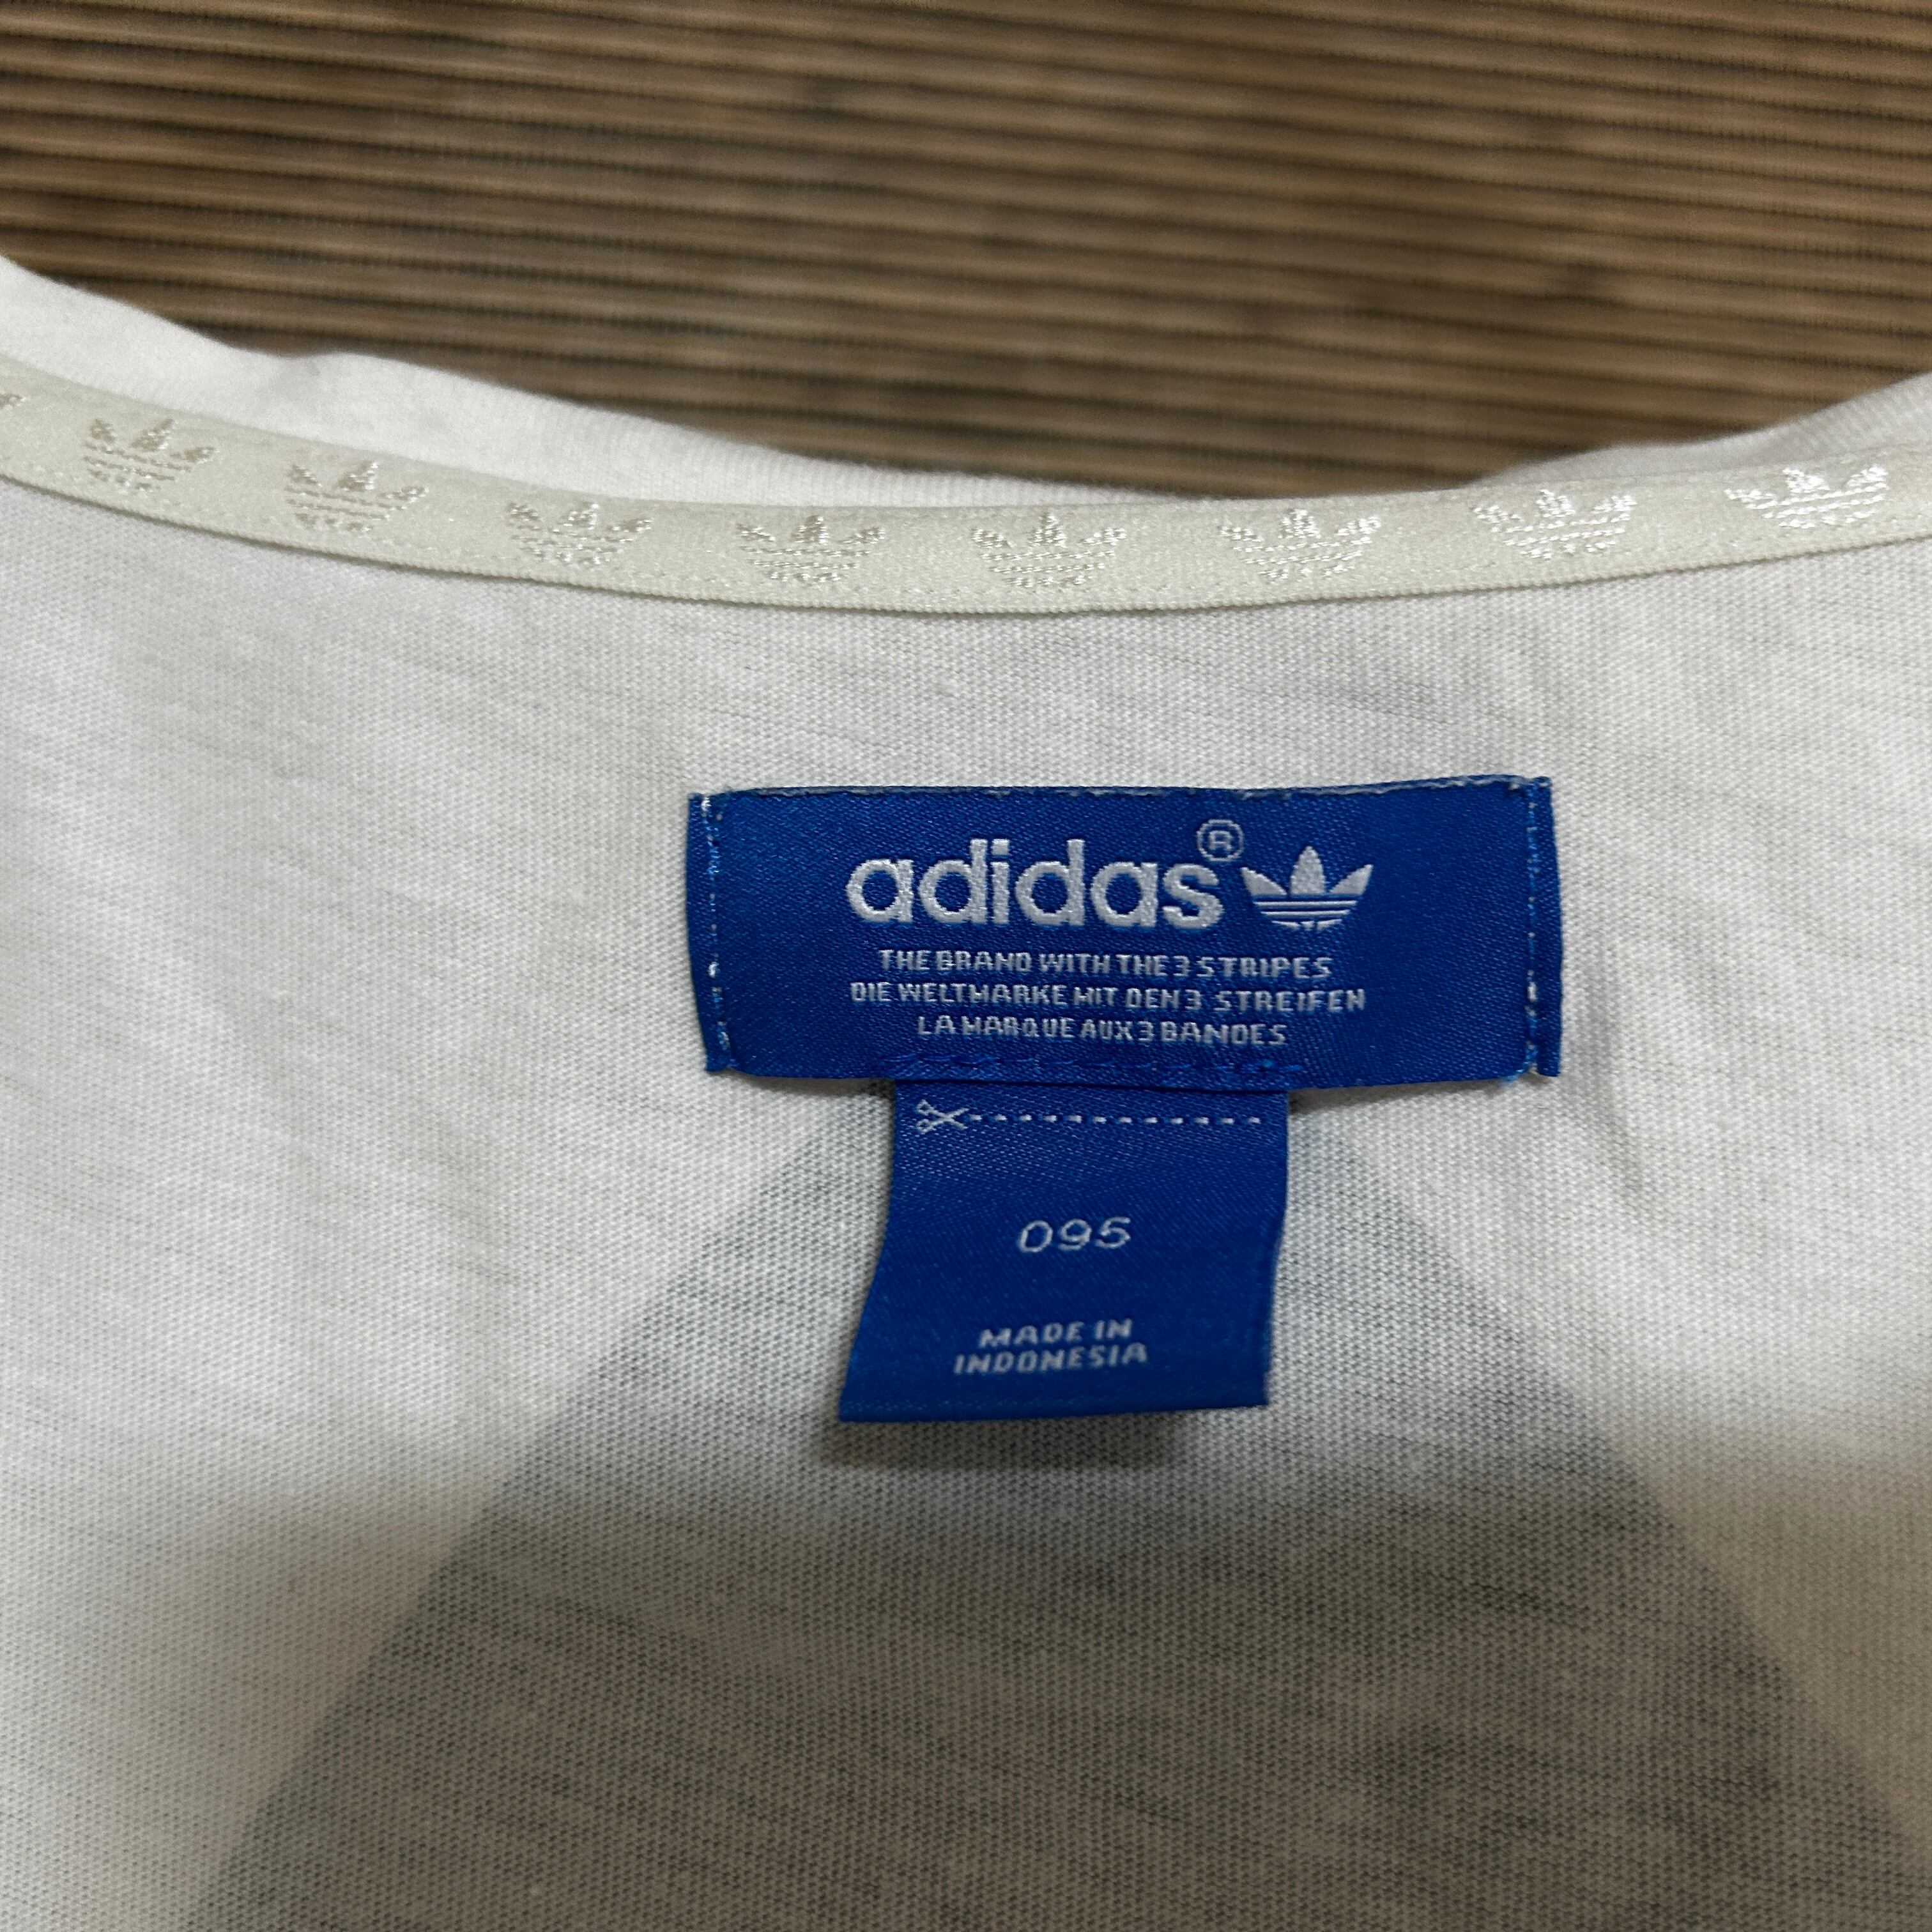 adidas®
THE BRAND WITH THE 3 STRIPES
DIE WELTMARKE MIT DEN 3 STREIFEN
LA MARQUE AUX 3 BANDES
095
MADE IN
INDONESIA